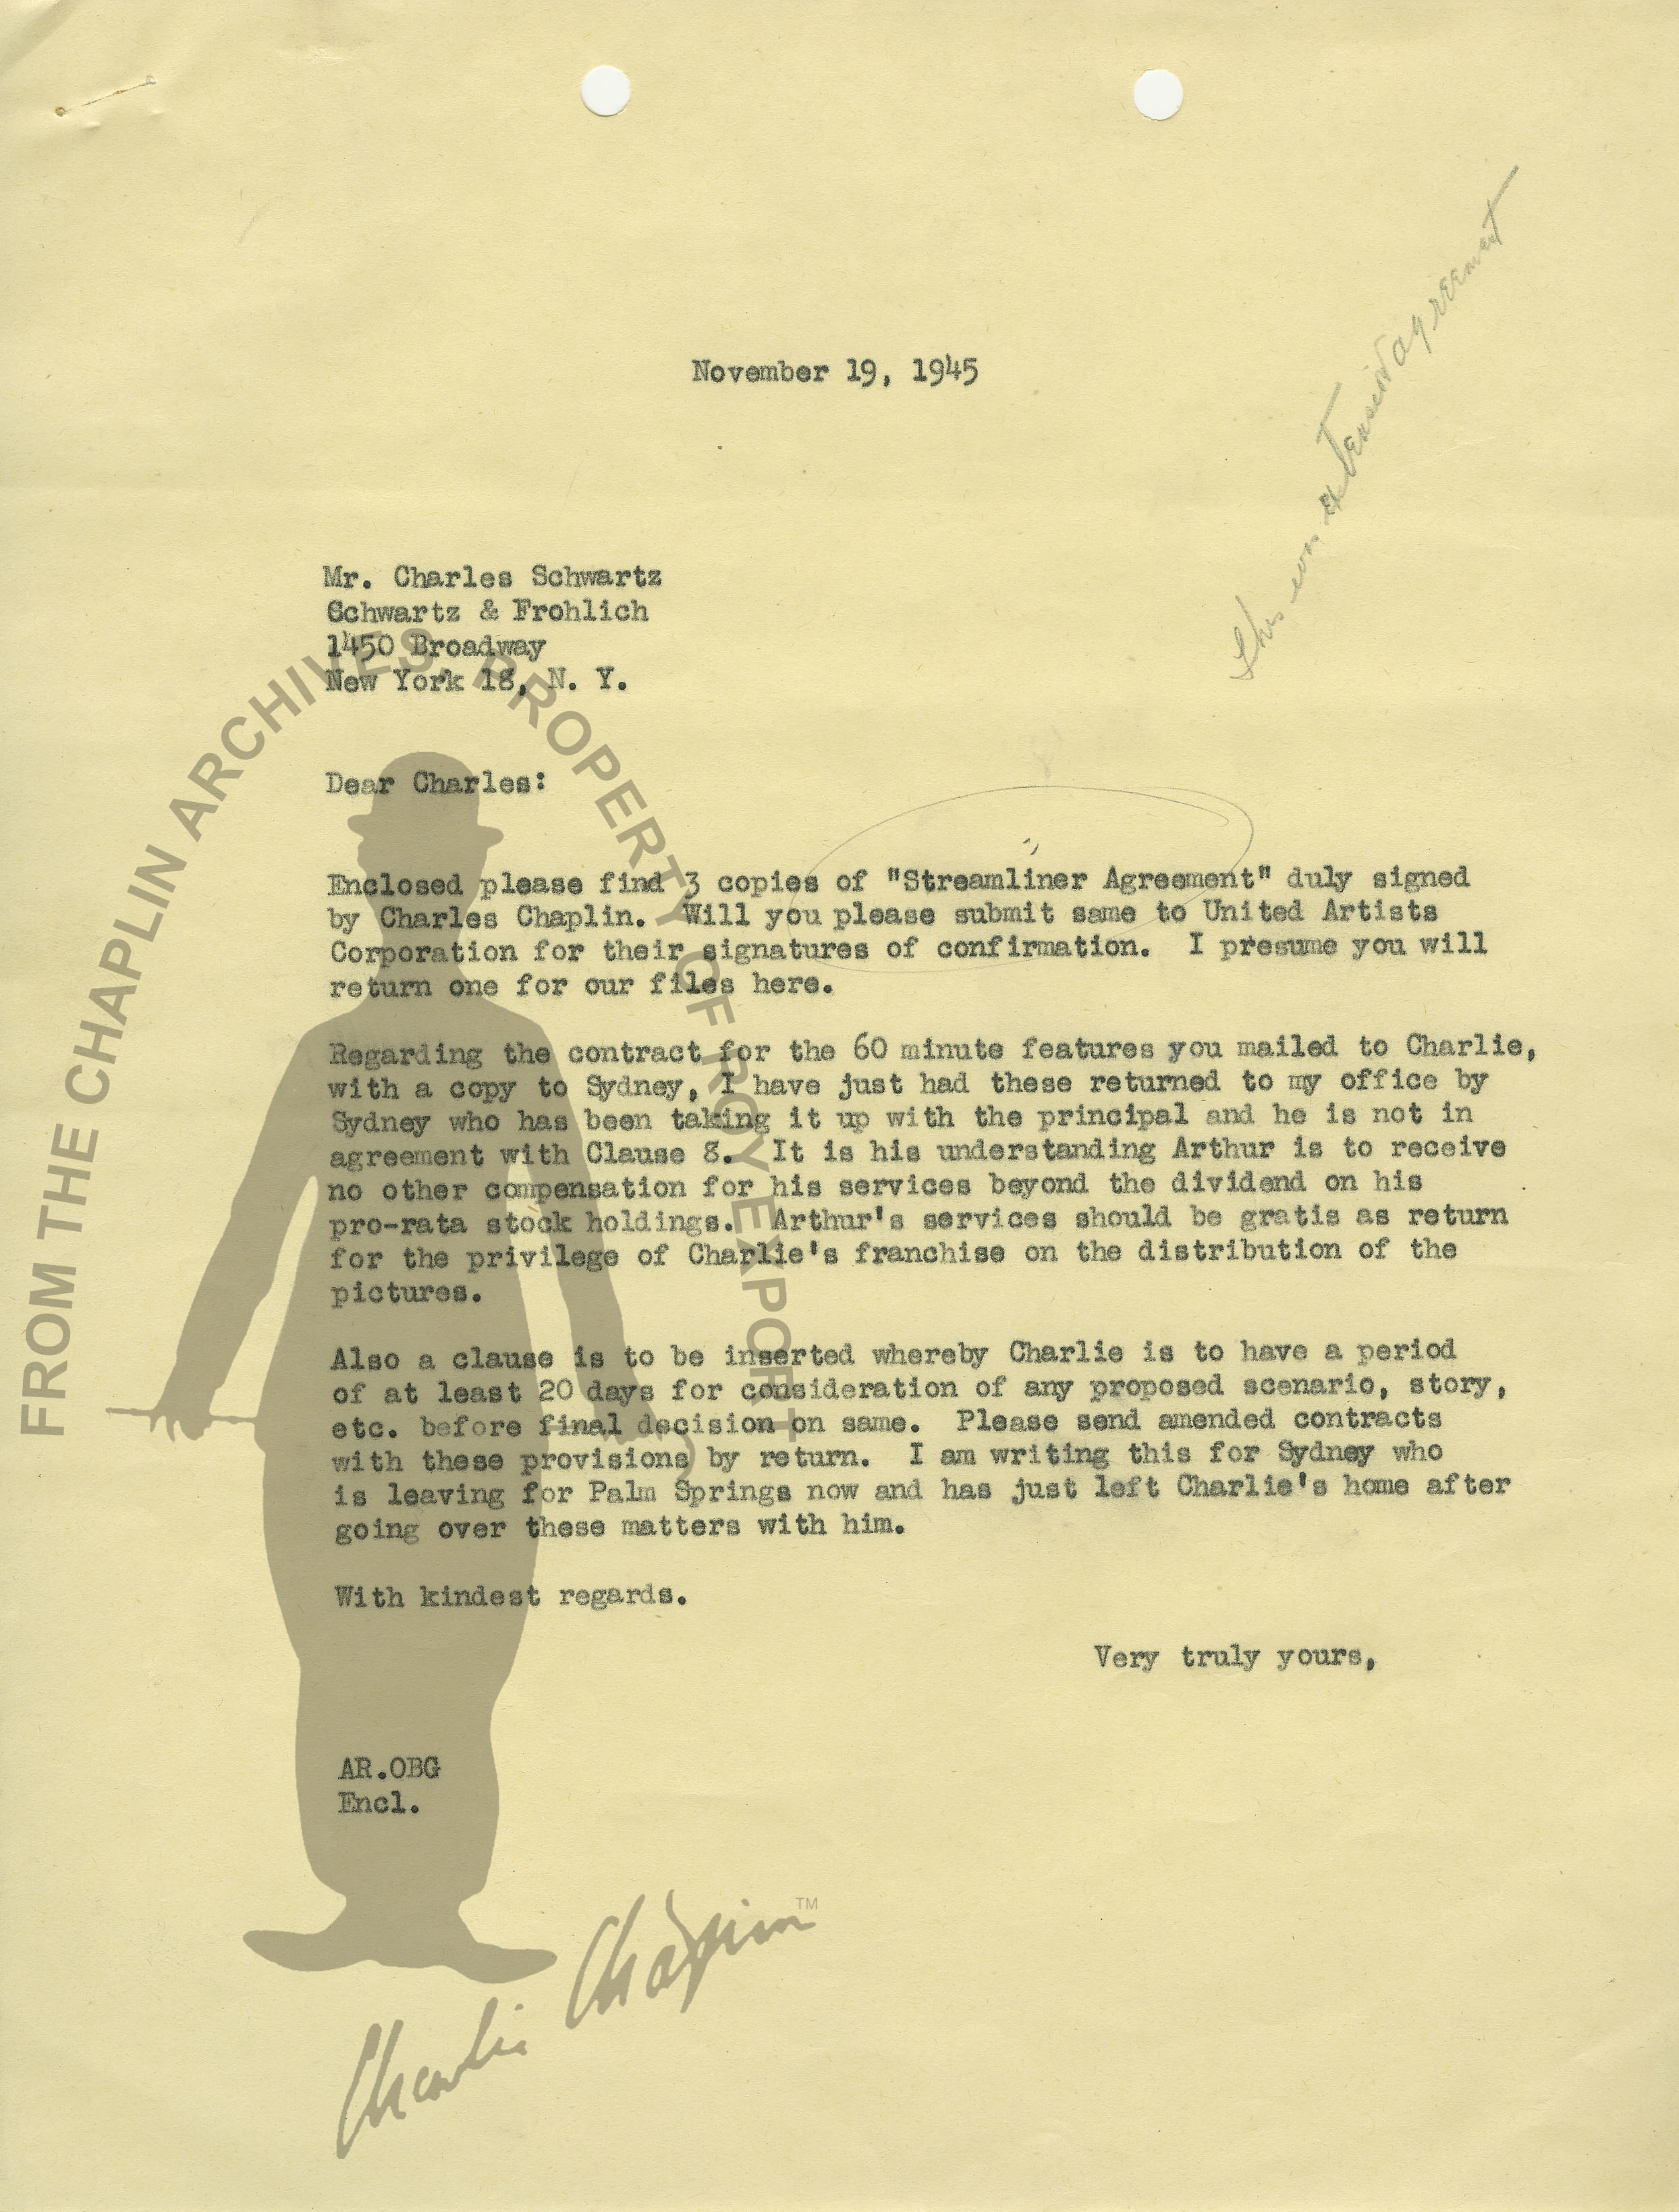 November 19, 1945
This was extension agreement
Mr. Charles Schwartz
Schwartz & Frohlich
1450 Broadway
New York 18, N. Y.
Dear Charles:
Enclosed please find 3 copies of "Streamliner Agreement" duly signed
by Charles Chaplin. Will you please submit same to United Artists
Corporation for their signatures of confirmation. I presume you will
return one for our files here.
Regarding the contract for the 60 minute features you mailed to Charlie,
with a copy to Sydney, I have just had these returned to my office by
Sydney who has been taking it up with the principal and he is not in
agreement with Clause 8. It is his understanding Arthur is to receive
no other compensation for his services beyond the dividend on his
pro-rata stock holdings. Arthur's services should be gratis as return
for the privilege of Charlie's franchise on the distribution of the
pictures.
Also a clause is to be inserted whereby Charlie is to have a period
of at least 20 days for consideration of any proposed scenario, story,
etc. before final decision on same. Please send amended contracts
with these provisions by return. I am writing this for Sydney who
is leaving for Palm Springs now and has just left Charlie's home after
going over these matters with him.
With kindest regards.
Very truly yours,
AR.OBG
Encl.
FROM THE CHAPLIN ARCHIVES, PROPERTY OF ROY EXPORT
Charlie Chaplin™